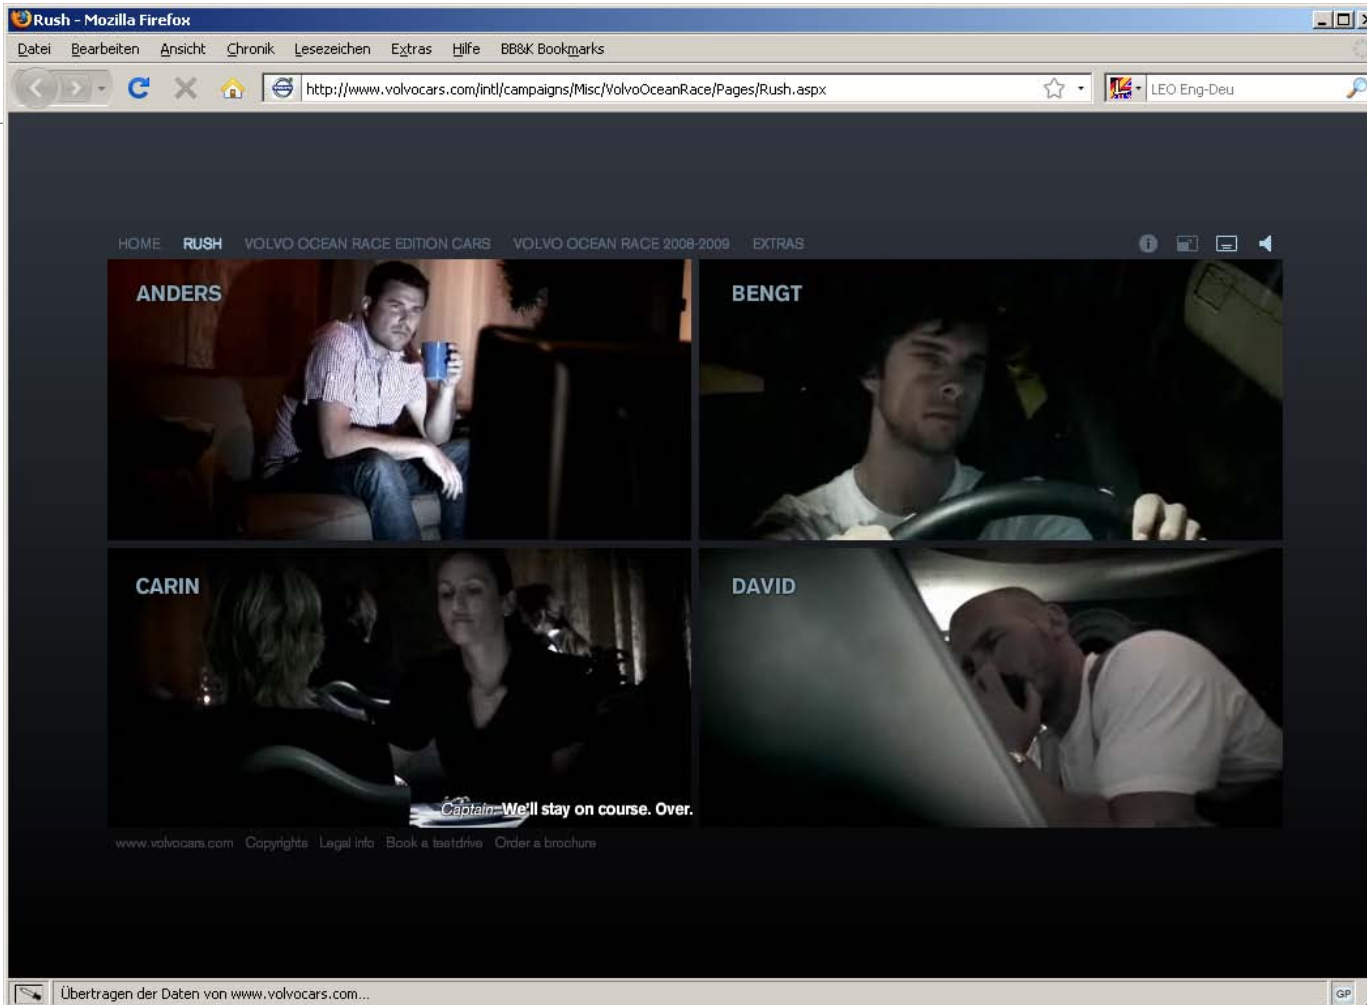 Rush - Mozilla Firefox
Datei Bearbeiten Ansicht Chronik Lesezeichen Extras Hilfe BB&K Bookmarks
http://www.volvocars.com/intl/campaigns/Misc/VolvoOceanRace/Pages/Rush.aspx LEO Eng-Deu
HOME RUSH VOLVO OCEAN RACE EDITION CARS VOLVO OCEAN RACE 2008-2009 EXTRAS
ANDERS BENGT
CARIN DAVID
Captain: We'll stay on course. Over.
www.volvocars.com Copyrights Legal info Book a testdrive Order a brochure
Übertragen der Daten von www.volvocars.com... GP